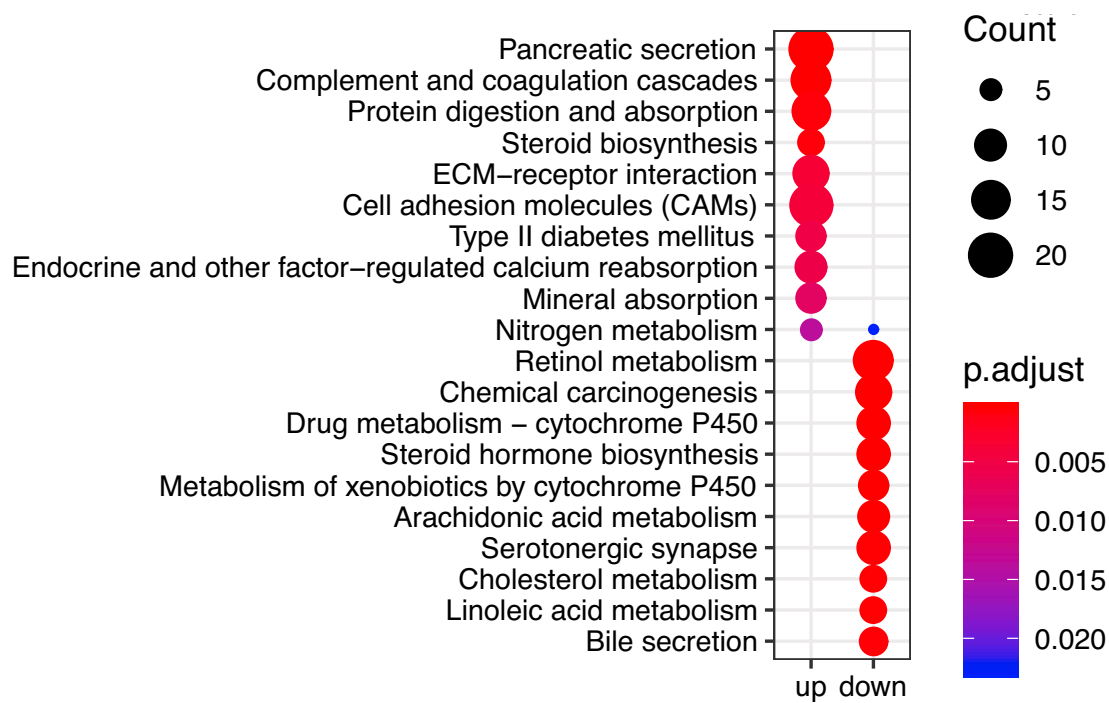 Pancreatic secretion
Complement and coagulation cascades
Protein digestion and absorption
Steroid biosynthesis
ECM−receptor interaction
Cell adhesion molecules (CAMs)
Type II diabetes mellitus
Endocrine and other factor−regulated calcium reabsorption
Mineral absorption
Nitrogen metabolism
Retinol metabolism
Chemical carcinogenesis
Drug metabolism − cytochrome P450
Steroid hormone biosynthesis
Metabolism of xenobiotics by cytochrome P450
Arachidonic acid metabolism
Serotonergic synapse
Cholesterol metabolism
Linoleic acid metabolism
Bile secretion
up down
Count
5
10
15
20
p.adjust
0.005
0.010
0.015
0.020